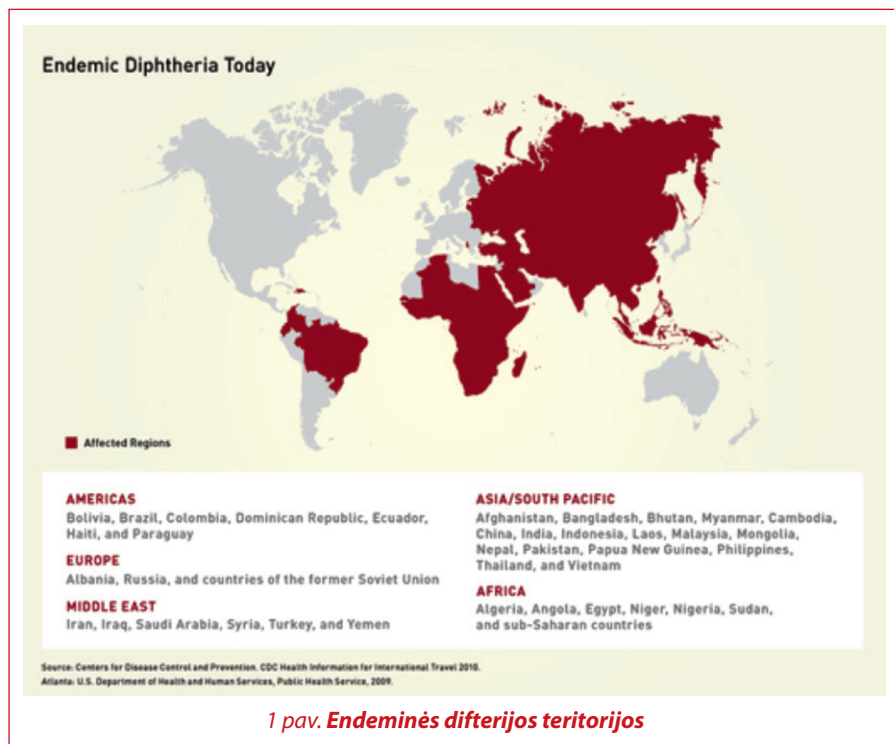 Endemic Diphtheria Today
Affected Regions
AMERICAS
Bolivia, Brazil, Colombia, Dominican Republic, Ecuador,
Haiti, and Paraguay
EUROPE
Albania, Russia, and countries of the former Soviet Union
MIDDLE EAST
Iran, Iraq, Saudi Arabia, Syria, Turkey, and Yemen
ASIA/SOUTH PACIFIC
Afghanistan, Bangladesh, Bhutan, Myanmar, Cambodia,
China, India, Indonesia, Laos, Malaysia, Mongolia,
Nepal, Pakistan, Papua New Guinea, Philippines,
Thailand, and Vietnam
AFRICA
Algeria, Angola, Egypt, Niger, Nigeria, Sudan,
and sub-Saharan countries
Source: Centers for Disease Control and Prevention. CDC Health Information for International Travel 2010.
Atlanta: U.S. Department of Health and Human Services, Public Health Service, 2009.
1 pav. Endeminės difterijos teritorijos